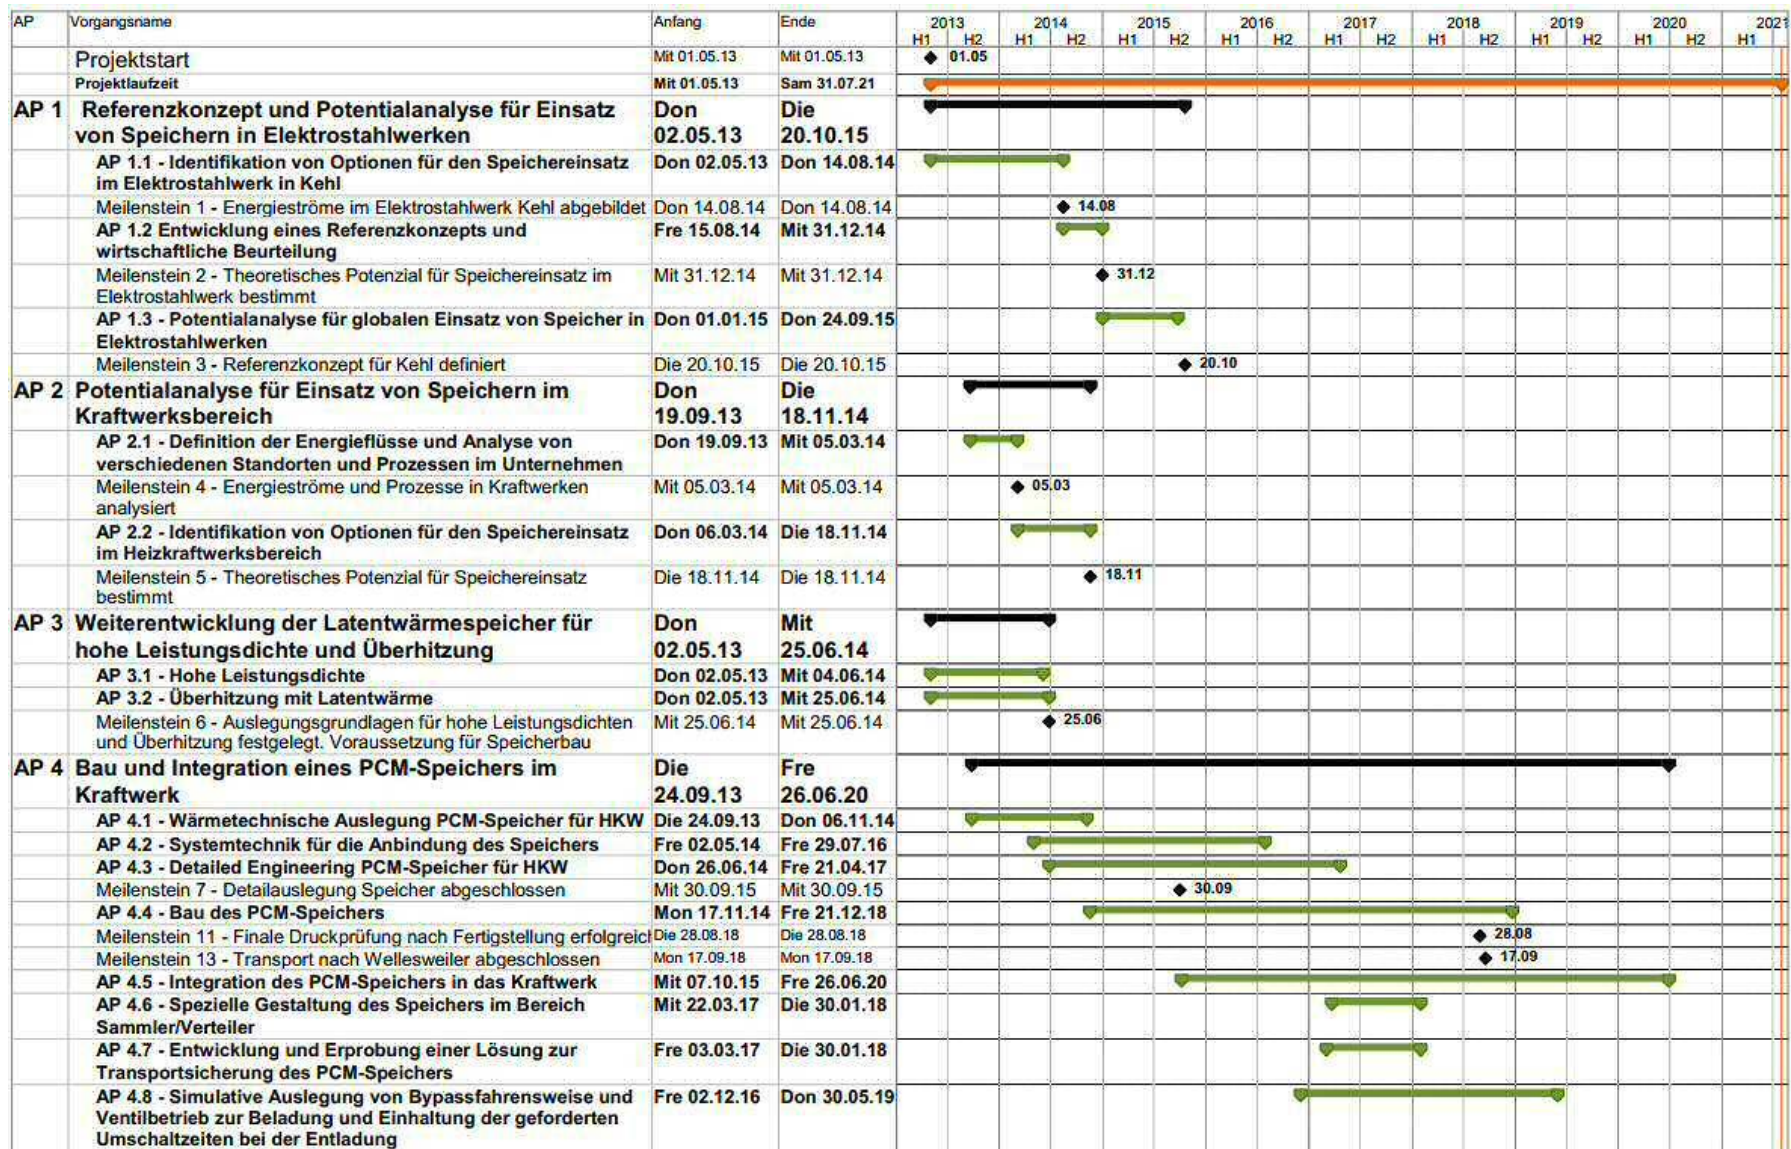 AP Vorgangsname Anfang Ende 2013 2014 2015 2016 2017 2018 2019 2020 2021
H1 H2 H1 H2 H1 H2 H1 H2 H1 H2 H1 H2 H1 H2 H1 H2 H1
Projektstart Mit 01.05.13 Mit 01.05.13 01.05
Projektlaufzeit Mit 01.05.13 Sam 31.07.21
AP 1 Referenzkonzept und Potentialanalyse für Einsatz Don Die
von Speichern in Elektrostahlwerken 02.05.13 20.10.15
AP 1.1 - Identifikation von Optionen für den Speichereinsatz Don 02.05.13 Don 14.08.14
im Elektrostahlwerk in Kehl
Meilenstein 1 - Energieströme im Elektrostahlwerk Kehl abgebildet Don 14.08.14 Don 14.08.14 14.08
AP 1.2 Entwicklung eines Referenzkonzepts und Fre 15.08.14 Mit 31.12.14
wirtschaftliche Beurteilung
Meilenstein 2 - Theoretisches Potenzial für Speichereinsatz im Mit 31.12.14 Mit 31.12.14 31.12
Elektrostahlwerk bestimmt
AP 1.3 - Potentialanalyse für globalen Einsatz von Speicher in Don 01.01.15 Don 24.09.15
Elektrostahlwerken
Meilenstein 3 - Referenzkonzept für Kehl definiert Die 20.10.15 Die 20.10.15 20.10
AP 2 Potentialanalyse für Einsatz von Speichern im Don Die
Kraftwerksbereich 19.09.13 18.11.14
AP 2.1 - Definition der Energieflüsse und Analyse von Don 19.09.13 Mit 05.03.14
verschiedenen Standorten und Prozessen im Unternehmen
Meilenstein 4 - Energieströme und Prozesse in Kraftwerken Mit 05.03.14 Mit 05.03.14 05.03
analysiert
AP 2.2 - Identifikation von Optionen für den Speichereinsatz Don 06.03.14 Die 18.11.14
im Heizkraftwerksbereich
Meilenstein 5 - Theoretisches Potenzial für Speichereinsatz Die 18.11.14 Die 18.11.14 18.11
bestimmt
AP 3 Weiterentwicklung der Latentwärmespeicher für Don Mit
hohe Leistungsdichte und Überhitzung 02.05.13 25.06.14
AP 3.1 - Hohe Leistungsdichte Don 02.05.13 Mit 04.06.14
AP 3.2 - Überhitzung mit Latentwärme Don 02.05.13 Mit 25.06.14
Meilenstein 6 - Auslegungsgrundlagen für hohe Leistungsdichten Mit 25.06.14 Mit 25.06.14 25.06
und Überhitzung festgelegt. Voraussetzung für Speicherbau
AP 4 Bau und Integration eines PCM-Speichers im Die Fre
Kraftwerk 24.09.13 26.06.20
AP 4.1 - Wärmetechnische Auslegung PCM-Speicher für HKW Die 24.09.13 Don 06.11.14
AP 4.2 - Systemtechnik für die Anbindung des Speichers Fre 02.05.14 Fre 29.07.16
AP 4.3 - Detailed Engineering PCM-Speicher für HKW Don 26.06.14 Fre 21.04.17
Meilenstein 7 - Detailauslegung Speicher abgeschlossen Mit 30.09.15 Mit 30.09.15 30.09
AP 4.4 - Bau des PCM-Speichers Mon 17.11.14 Fre 21.12.18
Meilenstein 11 - Finale Druckprüfung nach Fertigstellung erfolgreich Die 28.08.18 Die 28.08.18 28.08
Meilenstein 13 - Transport nach Wellesweiler abgeschlossen Mon 17.09.18 Mon 17.09.18 17.09
AP 4.5 - Integration des PCM-Speichers in das Kraftwerk Mit 07.10.15 Fre 26.06.20
AP 4.6 - Spezielle Gestaltung des Speichers im Bereich Mit 22.03.17 Die 30.01.18
Sammler/Verteiler
AP 4.7 - Entwicklung und Erprobung einer Lösung zur Fre 03.03.17 Die 30.01.18
Transportsicherung des PCM-Speichers
AP 4.8 - Simulative Auslegung von Bypassfahrensweise und Fre 02.12.16 Don 30.05.19
Ventilbetrieb zur Beladung und Einhaltung der geforderten
Umschaltzeiten bei der Entladung